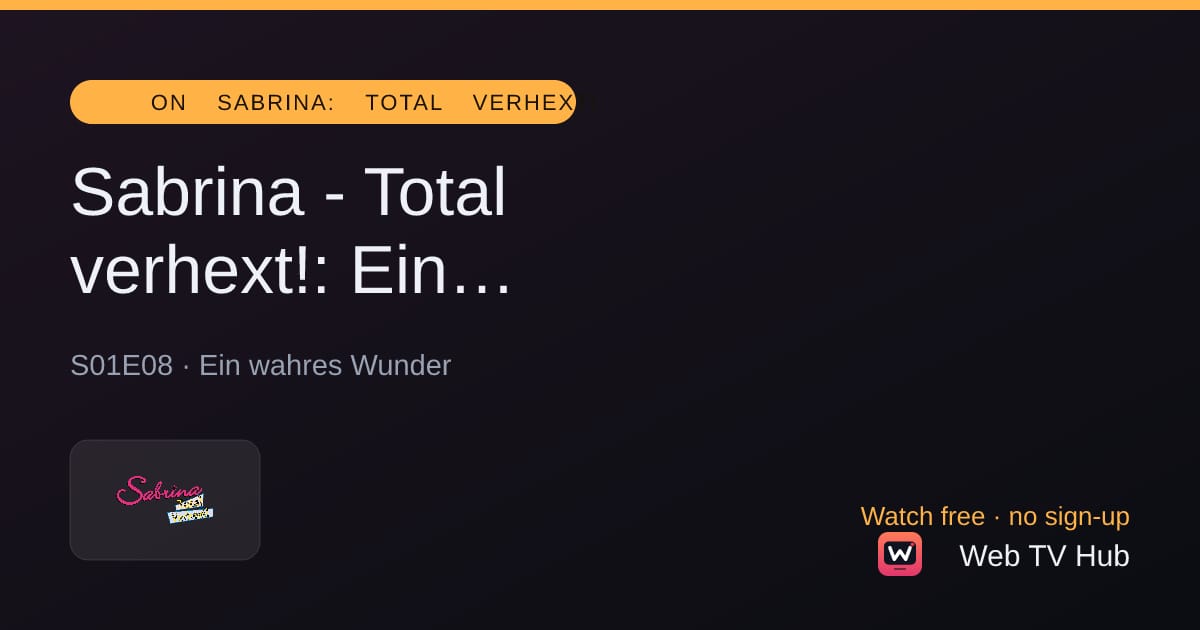 ON SABRINA: TOTAL VERHEX
Sabrina - Total
verhext!: Ein…
S01E08 · Ein wahres Wunder
Sabrina
Watch free · no sign-up
W
Web TV Hub